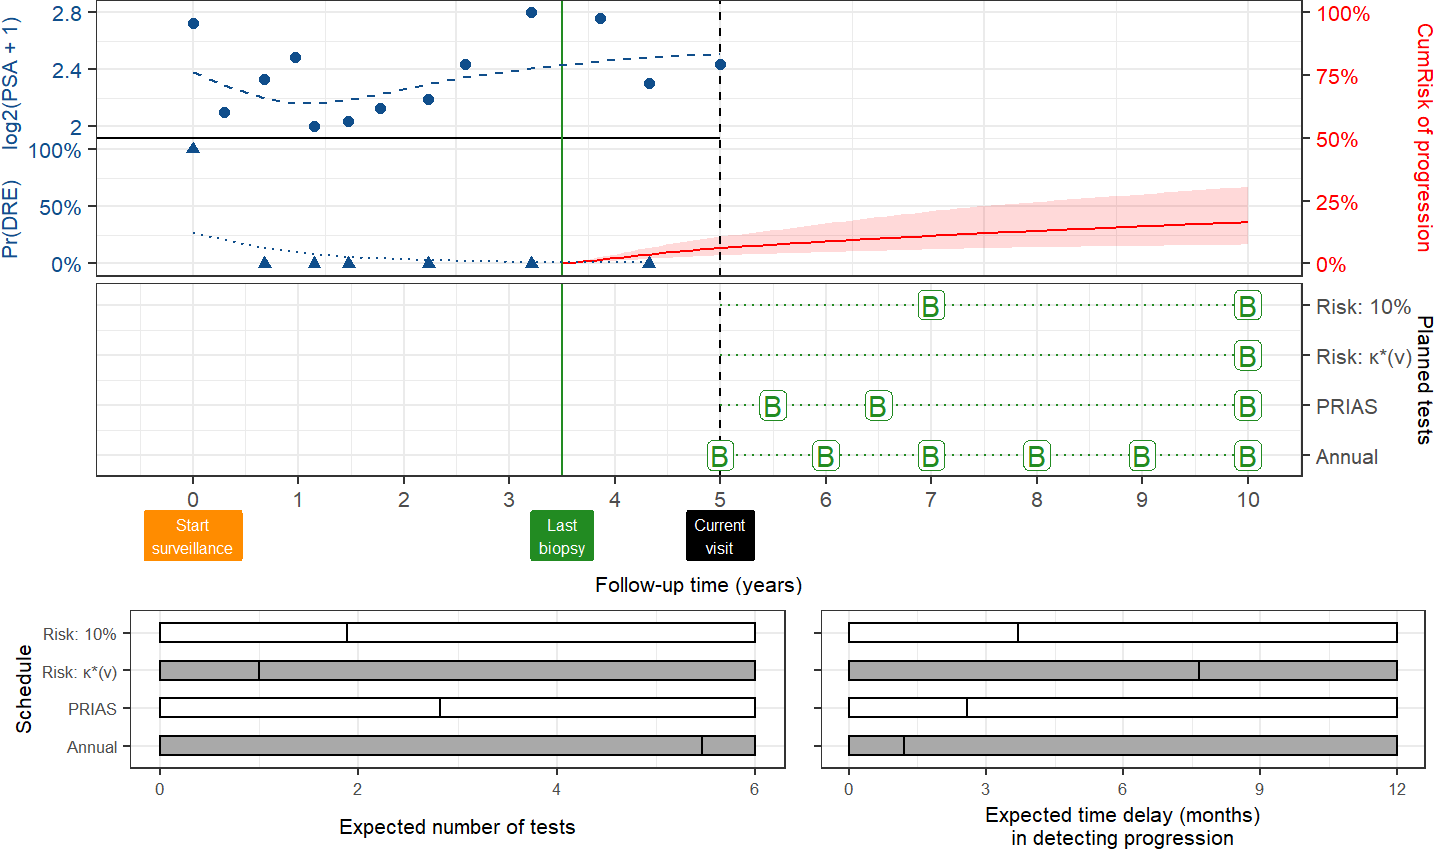 log2(PSA + 1)
2.8
2.4
2
Pr(DRE)
100%
50%
0%
100%
75%
50%
25%
0%
CumRisk of
progression
B
B
Risk: 10%
B
Risk: κ*(v)
B
B
B
PRIAS
B
B
B
B
B
B
Annual
Planned tests
0
1
2
3
4
5
6
7
8
9
10
Start
surveillance
Last
biopsy
Current
visit
Follow-up time (years)
Schedule
Risk: 10%
Risk: κ*(v)
PRIAS
Annual
0
2
4
6
Expected number of tests
0
3
6
9
12
Expected time delay (months)
in detecting progression